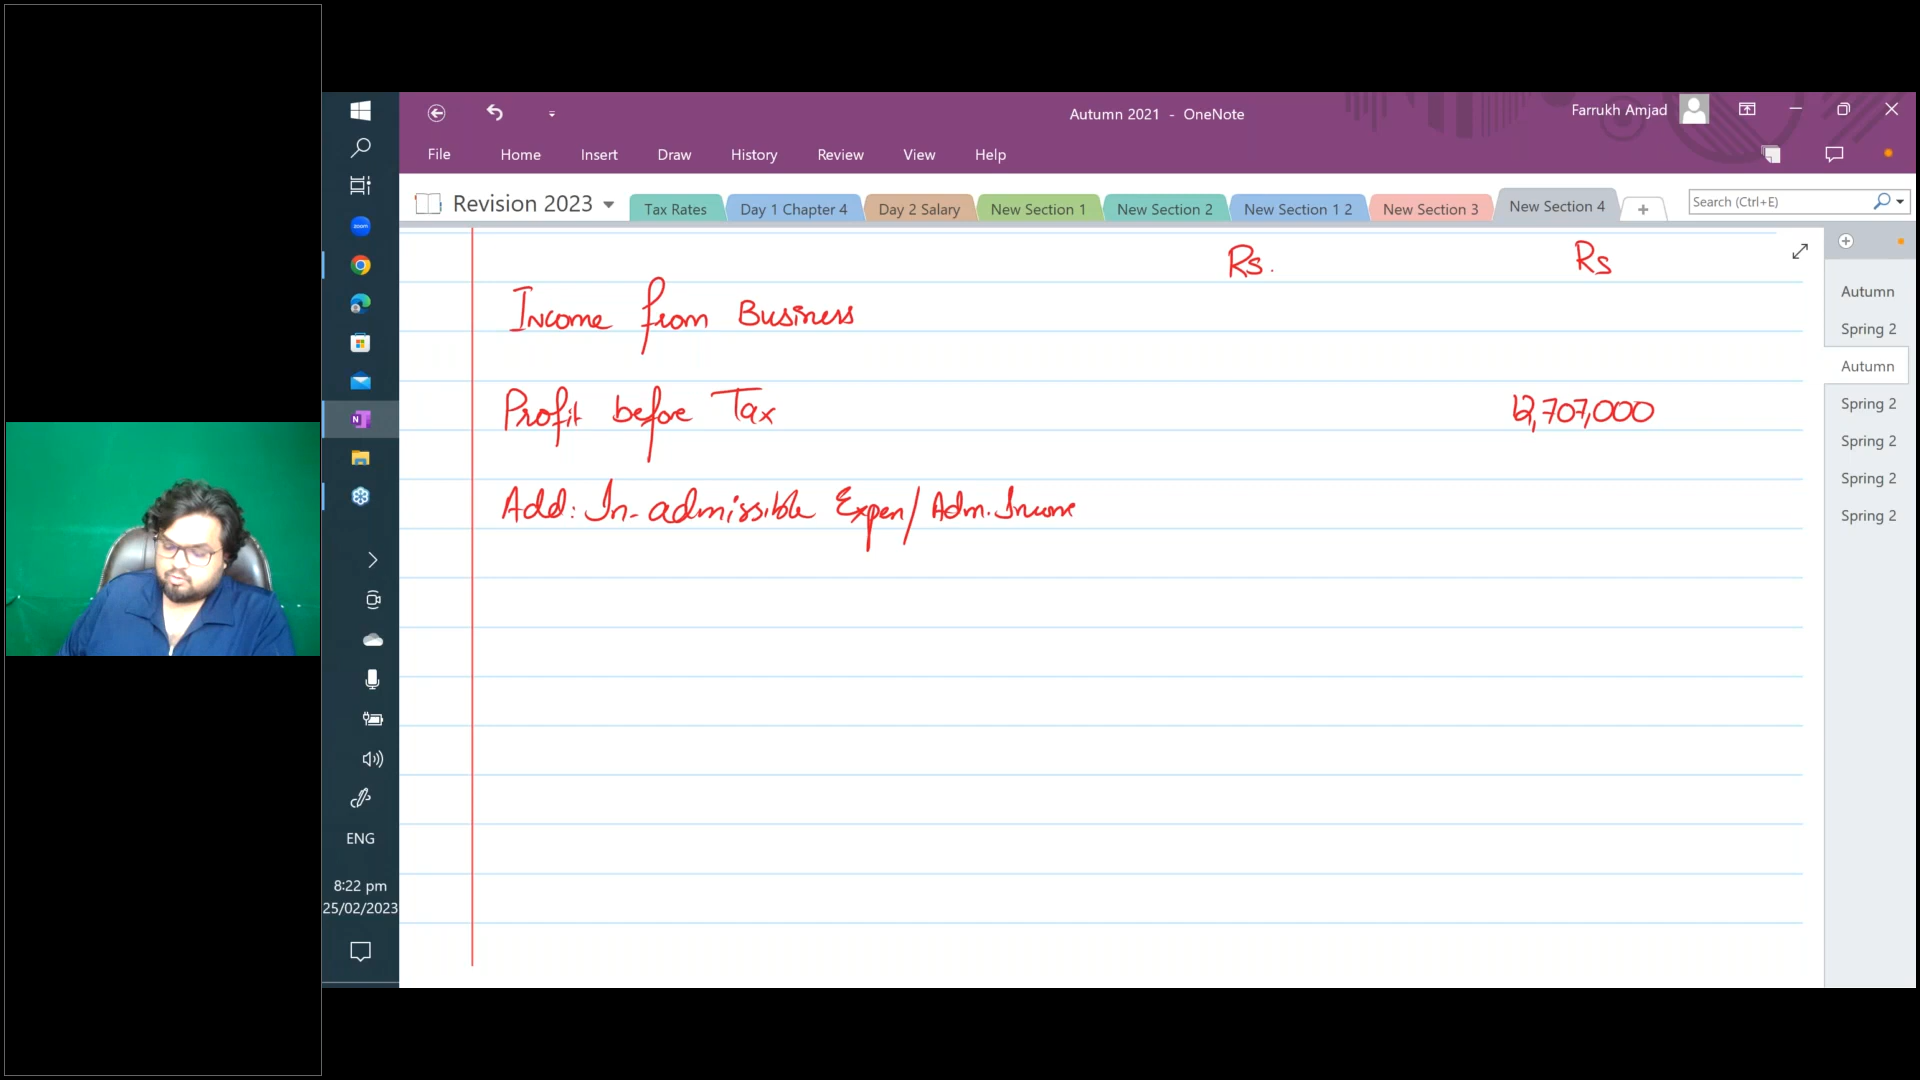 Autumn 2021 - OneNote
Farrukh Amjad
File Home Insert Draw History Review View Help
Revision 2023
Tax Rates
Day 1 Chapter 4
Day 2 Salary
New Section 1
New Section 2
New Section 1 2
New Section 3
New Section 4
Search (Ctrl+E)
Rs. Rs
Income from Business
Profit before Tax 12,707,000
Add: In-admissible Expen/ Adm. Income
Autumn
Spring 2
Autumn
Spring 2
Spring 2
Spring 2
Spring 2
zoom
N
ENG
8:22 pm
25/02/2023